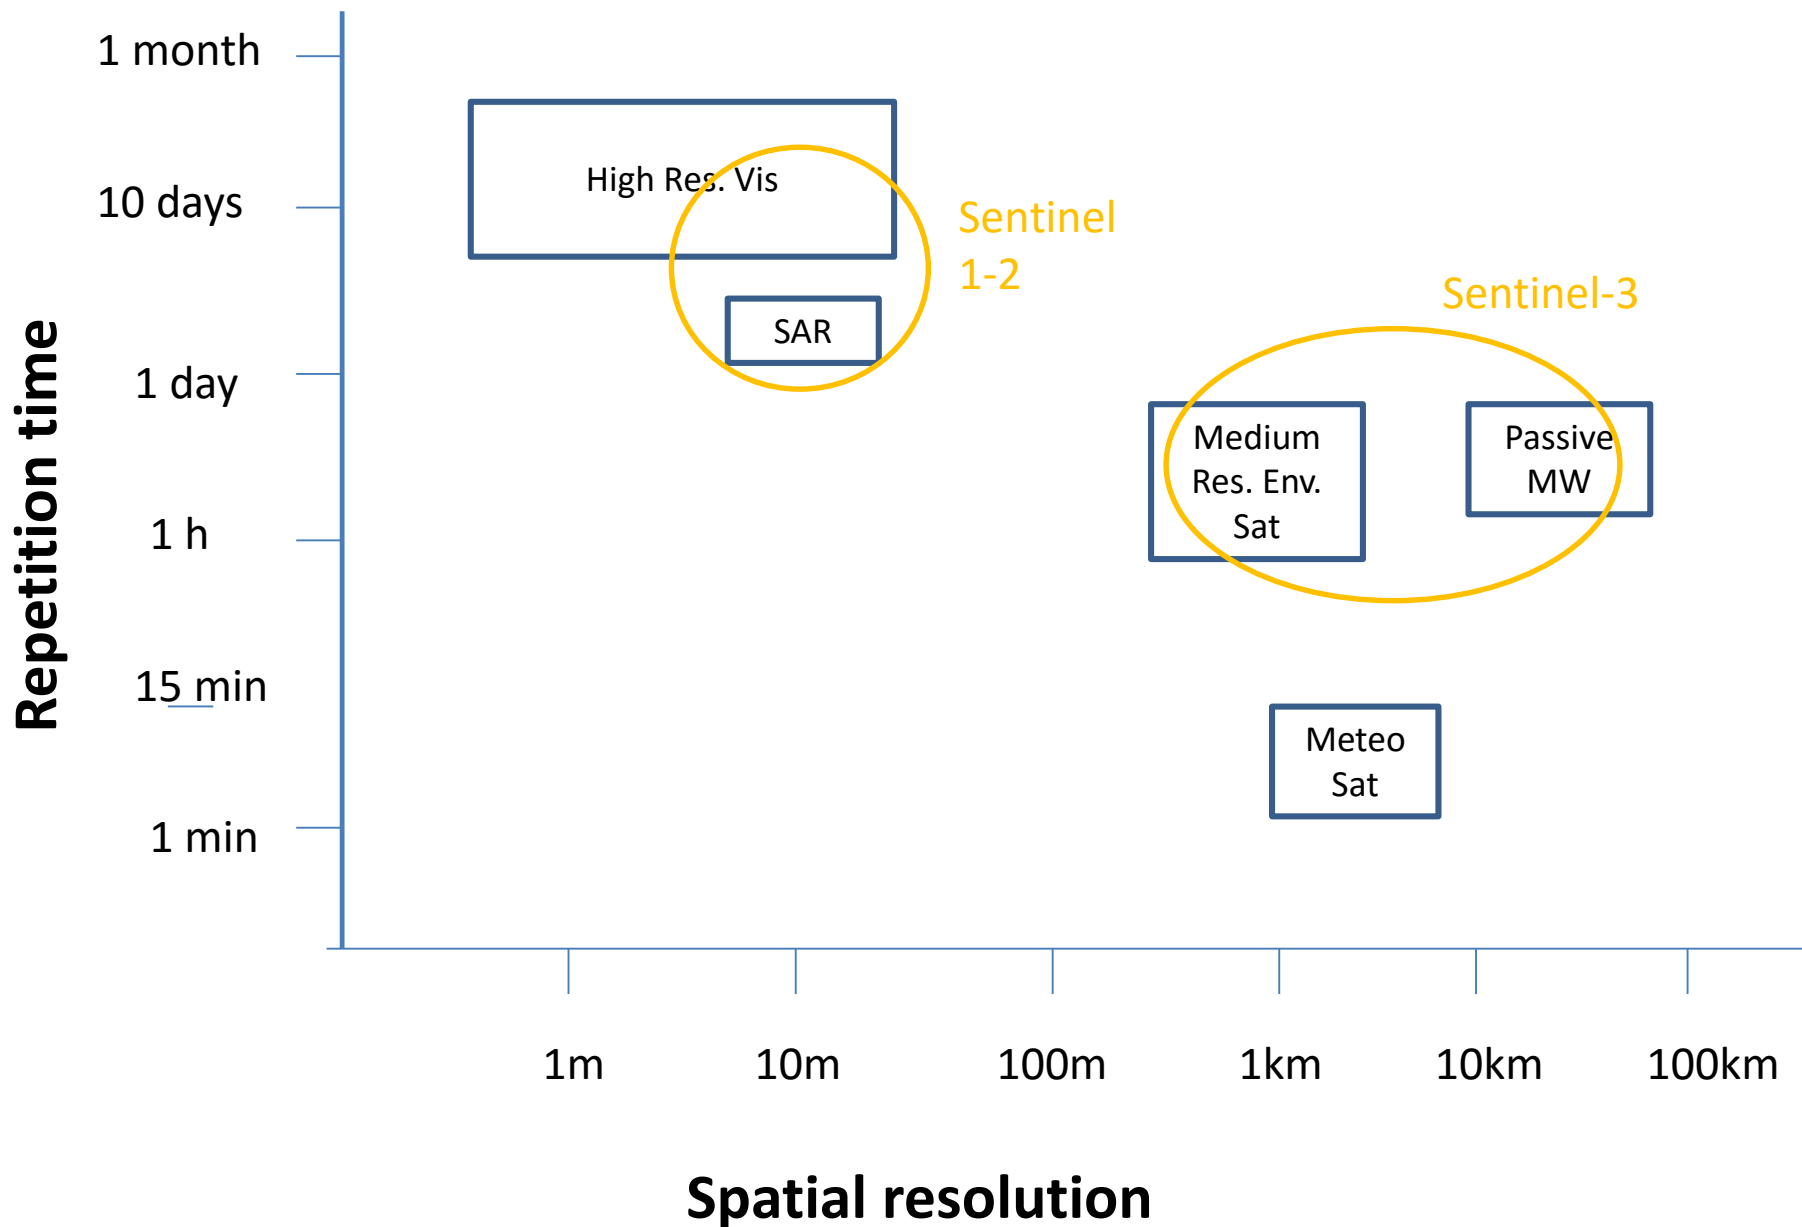 1 month
10 days
1 day
1 h
15 min
1 min
Repetition time
High Res. Vis
SAR
Sentinel
1-2
Sentinel-3
Medium
Res. Env.
Sat
Passive
MW
Meteo
Sat
1m
10m
100m
1km
10km
100km
Spatial resolution